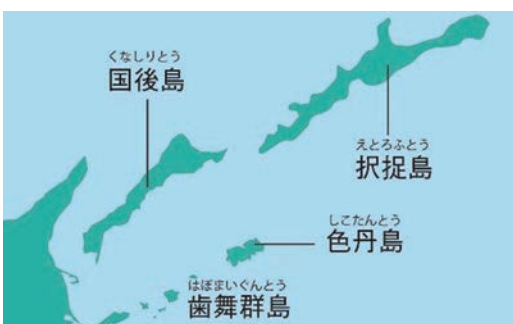 くなしりとう
国後島
えとろふとう
択捉島
しこたんとう
色丹島
はぼまいぐんとう
歯舞群島